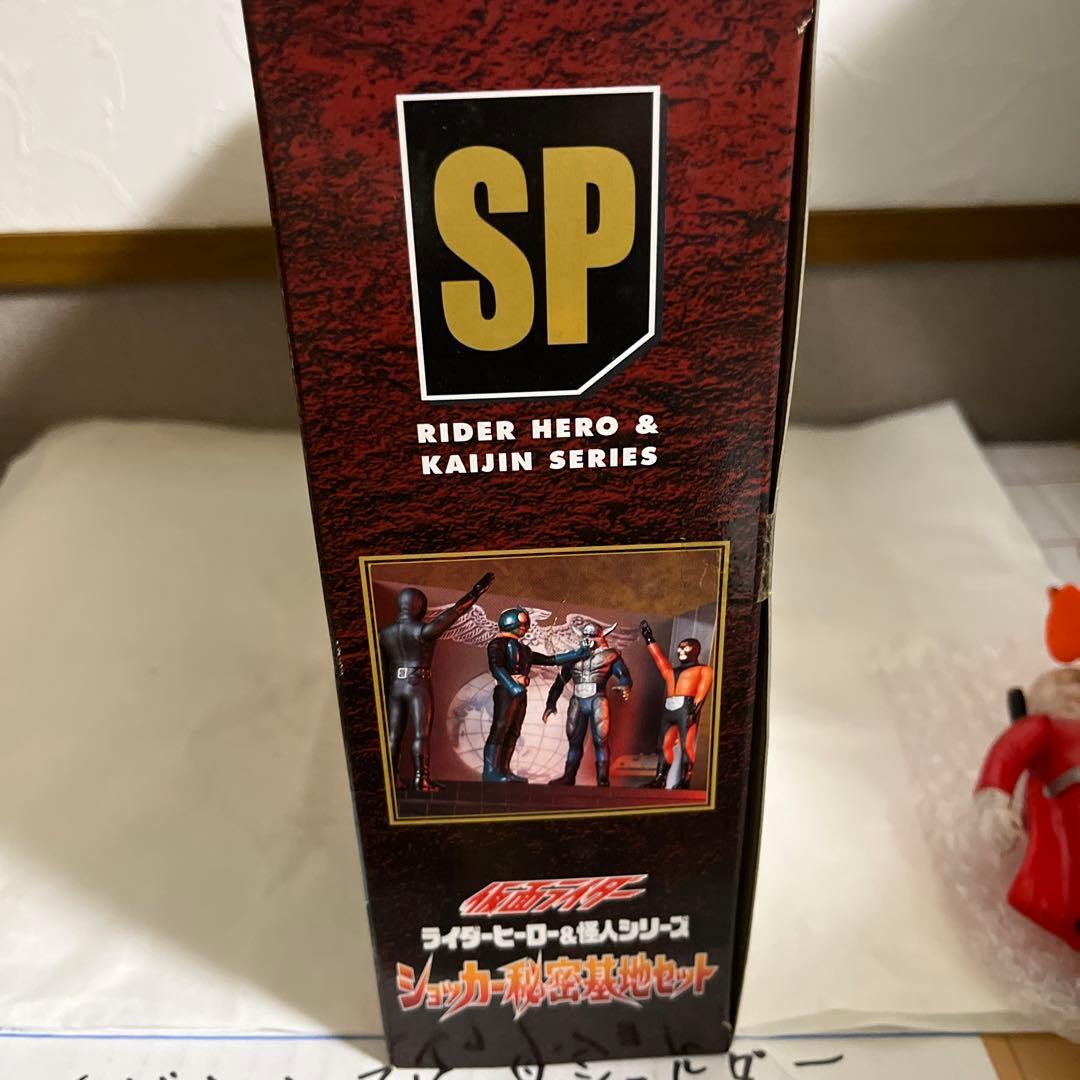 SP
RIDER HERO &
KAIJIN SERIES
仮面ライダー
ライダーヒーロー&怪人シリーズ
ショッカー秘密基地セット